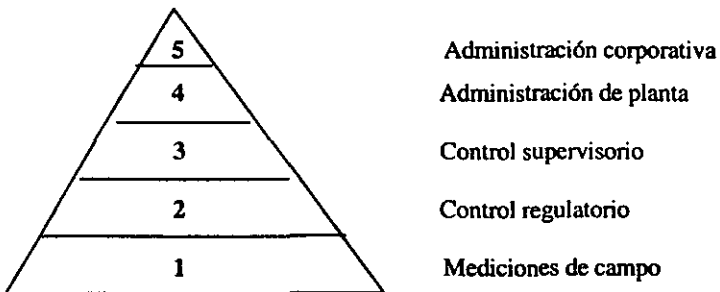 5 Administración corporativa
4 Administración de planta
3 Control supervisorio
2 Control regulatorio
1 Mediciones de campo